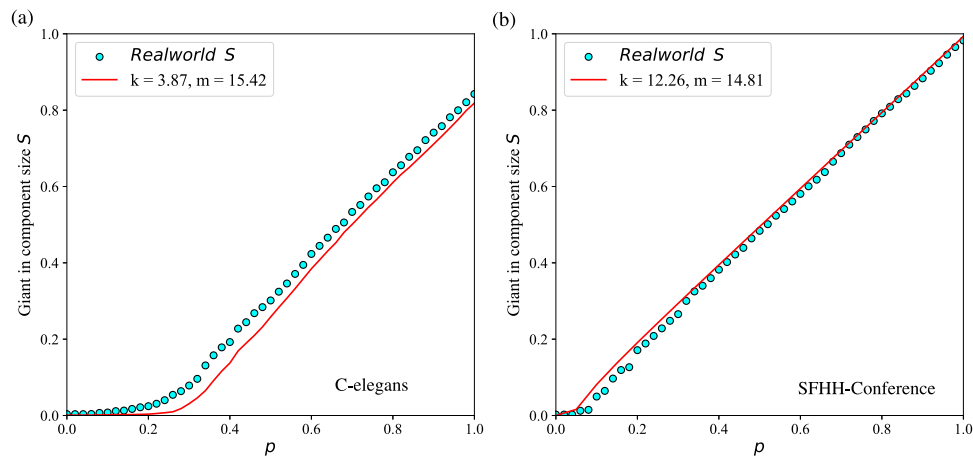 (a)
Realworld S
k = 3.87, m = 15.42
Giant in component size S
1.0
0.8
0.6
0.4
0.2
0.0
0.0 0.2 0.4 0.6 0.8 1.0
p
C-elegans
(b)
Realworld S
k = 12.26, m = 14.81
Giant in component size S
1.0
0.8
0.6
0.4
0.2
0.0
0.0 0.2 0.4 0.6 0.8 1.0
p
SFHH-Conference